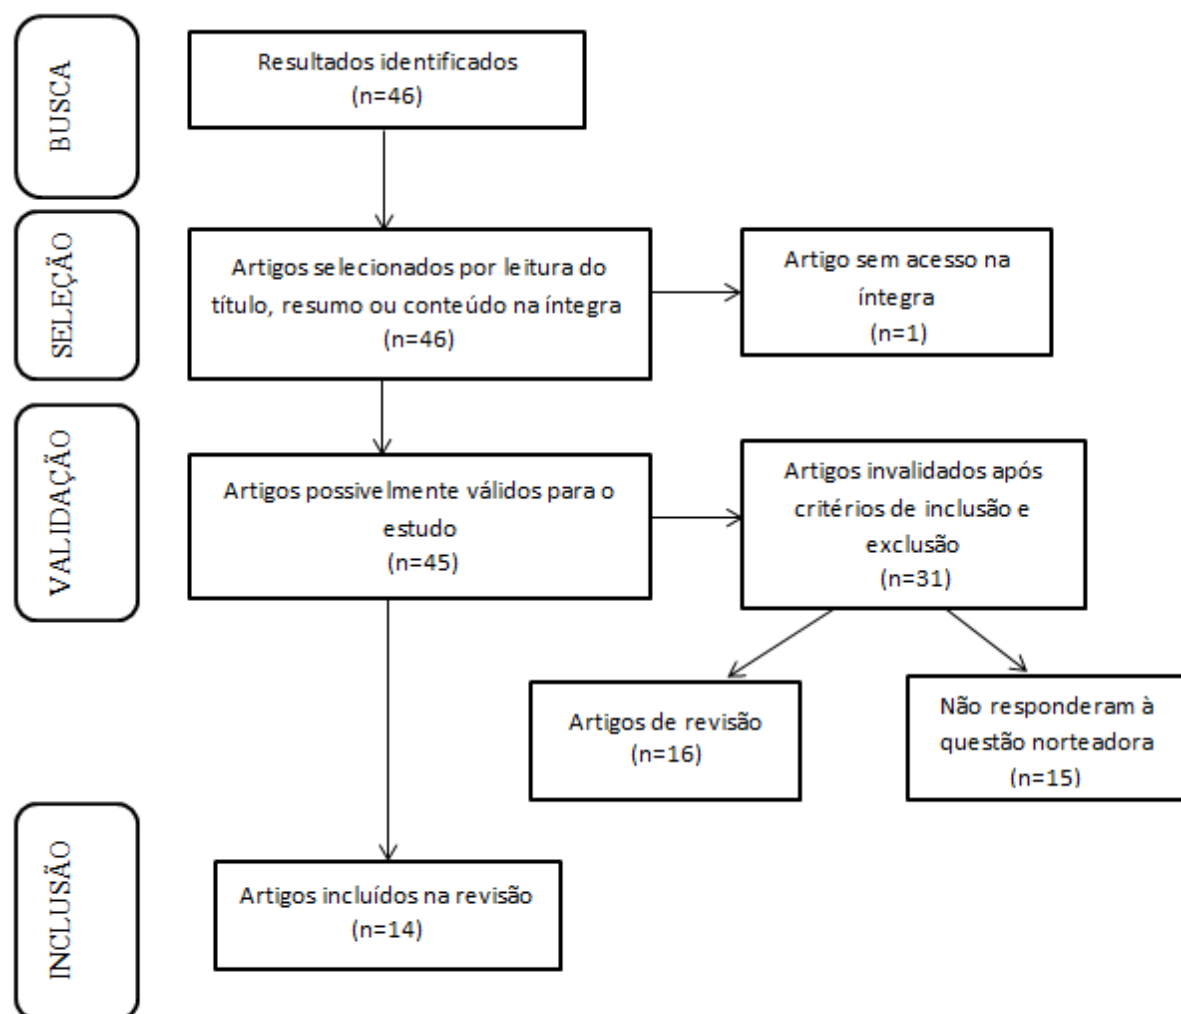 BUSCA
Resultados identificados
(n=46)
SELEÇÃO
Artigos selecionados por leitura do
título, resumo ou conteúdo na íntegra
(n=46)
Artigo sem acesso na
íntegra
(n=1)
VALIDAÇÃO
Artigos possivelmente válidos para o
estudo
(n=45)
Artigos invalidados após
critérios de inclusão e
exclusão
(n=31)
Artigos de revisão
(n=16)
Não responderam à
questão norteadora
(n=15)
INCLUSÃO
Artigos incluídos na revisão
(n=14)